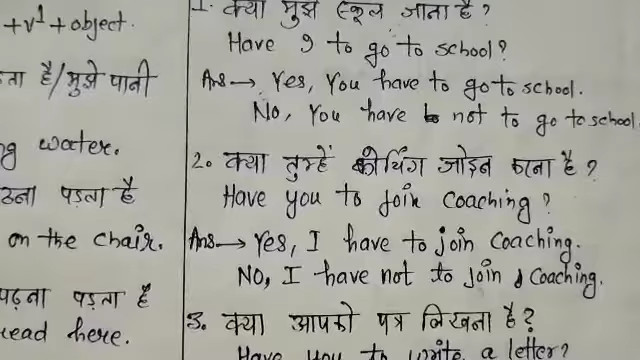 +v¹+object.
ता है/मुझे पानी
ng water.
ठना पड़ता है
on the chair.
पढ़ना पड़ता है
read here.
1. क्या मुझे स्कूल जाना है?
Have I to go to school?
Ans → Yes, You have to go to school.
No, You have not to go to school.
2. क्या तुम्हें कोचिंग जोइन करना है?
Have you to join coaching?
Ans → Yes, I have to join coaching.
No, I have not to join coaching.
3. क्या आपको पत्र लिखना है?
Have you to write a letter?